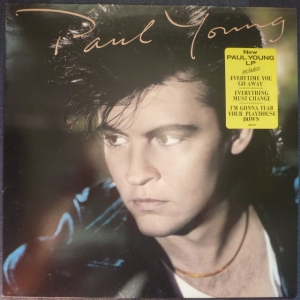 Paul Young
New
PAUL YOUNG
LP
includes
EVERYTIME YOU
GO AWAY
EVERYTHING
MUST CHANGE
I'M GONNA TEAR
YOUR PLAYHOUSE
DOWN